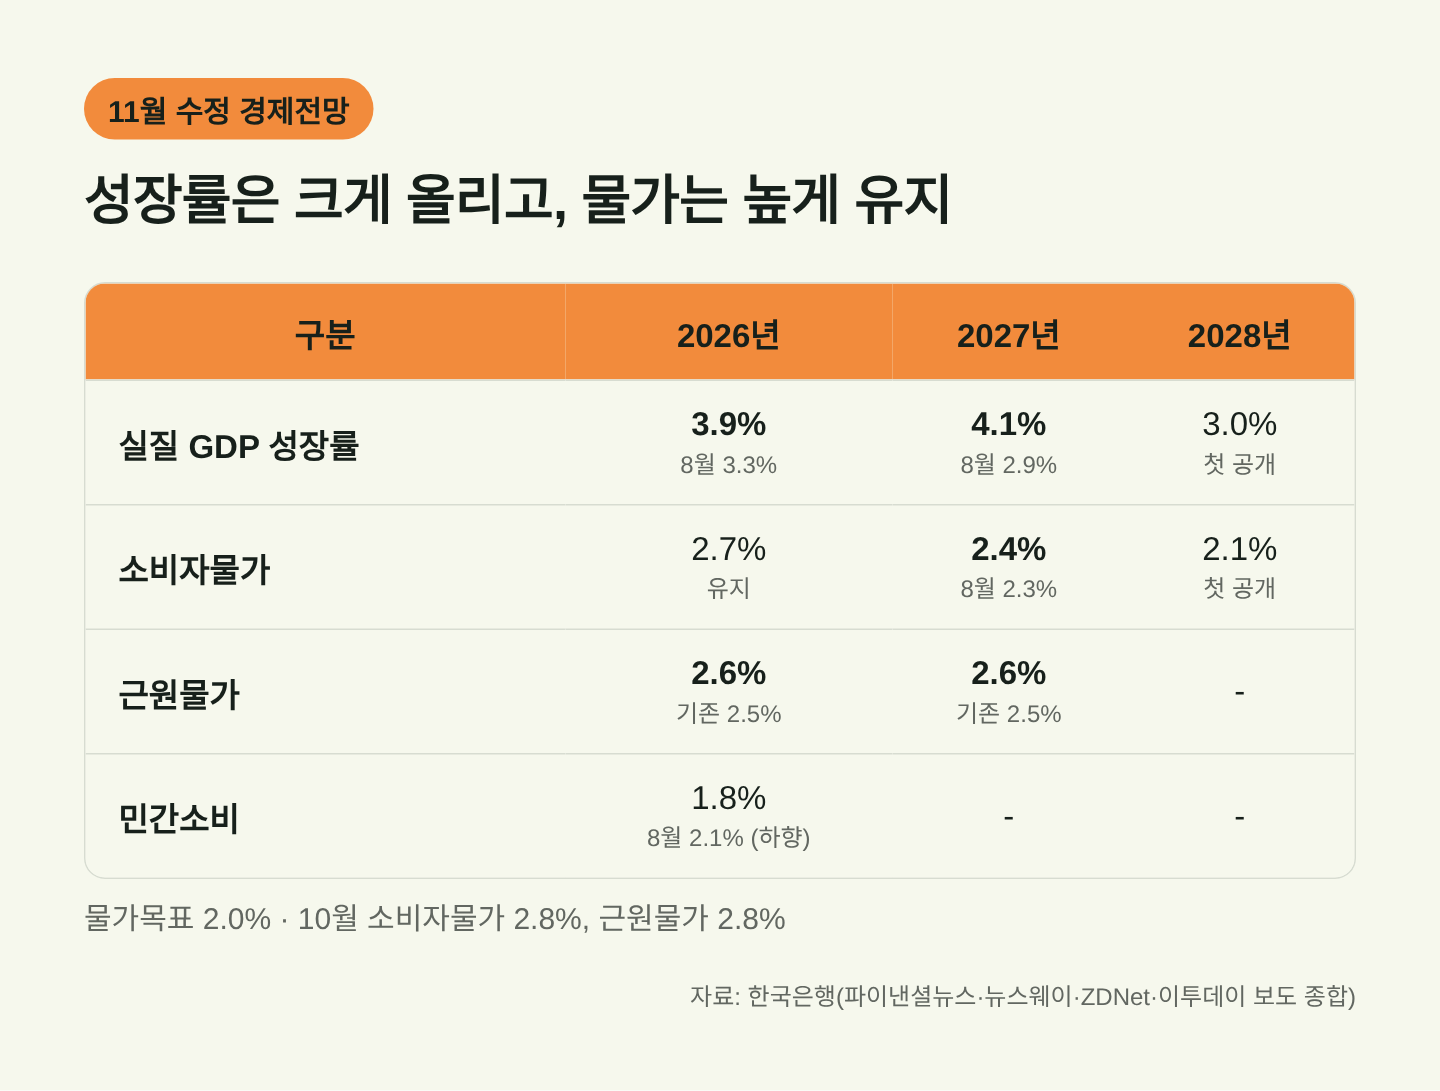 11월 수정 경제전망
성장률은 크게 올리고, 물가는 높게 유지
구분 2026년 2027년 2028년
실질 GDP 성장률 3.9% 4.1% 3.0%
8월 3.3% 8월 2.9% 첫 공개
소비자물가 2.7% 2.4% 2.1%
유지 8월 2.3% 첫 공개
근원물가 2.6% 2.6% -
기존 2.5% 기존 2.5%
민간소비 1.8% - -
8월 2.1% (하향)
물가목표 2.0% · 10월 소비자물가 2.8%, 근원물가 2.8%
자료: 한국은행(파이낸셜뉴스·뉴스웨이·ZDNet·이투데이 보도 종합)